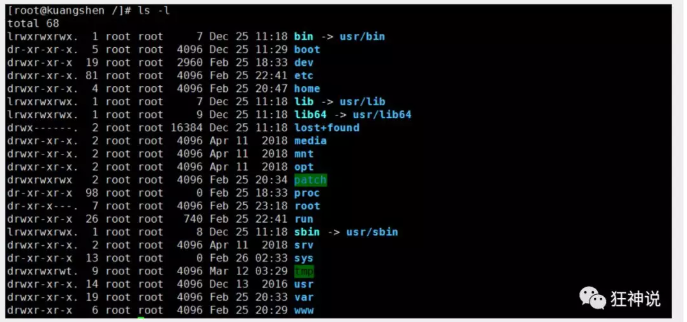 [root@kuangshen /]# ls -l
total 68
lrwxrwxrwx.  1 root root     7 Dec 25 11:18 bin -> usr/bin
dr-xr-xr-x.  5 root root  4096 Dec 25 11:29 boot
drwxr-xr-x  19 root root  2960 Feb 25 18:33 dev
drwxr-xr-x. 81 root root  4096 Feb 25 22:41 etc
drwxr-xr-x.  4 root root  4096 Feb 25 20:47 home
lrwxrwxrwx.  1 root root     7 Dec 25 11:18 lib -> usr/lib
lrwxrwxrwx.  1 root root     9 Dec 25 11:18 lib64 -> usr/lib64
drwx------.  2 root root 16384 Dec 25 11:18 lost+found
drwxr-xr-x.  2 root root  4096 Apr 11  2018 media
drwxr-xr-x.  2 root root  4096 Apr 11  2018 mnt
drwxr-xr-x.  2 root root  4096 Apr 11  2018 opt
drwxrwxrwx   2 root root  4096 Feb 25 20:34 patch
dr-xr-xr-x  98 root root     0 Feb 25 18:33 proc
dr-xr-x---.  7 root root  4096 Feb 25 23:18 root
drwxr-xr-x  26 root root   740 Feb 25 22:41 run
lrwxrwxrwx.  1 root root     8 Dec 25 11:18 sbin -> usr/sbin
drwxr-xr-x.  2 root root  4096 Apr 11  2018 srv
dr-xr-xr-x  13 root root     0 Feb 26 02:33 sys
drwxrwxrwt.  9 root root  4096 Mar 12 03:29 tmp
drwxr-xr-x. 14 root root  4096 Dec 13  2016 usr
drwxr-xr-x. 19 root root  4096 Feb 25 20:33 var
drwxr-xr-x   6 root root  4096 Feb 25 20:29 www
狂神说